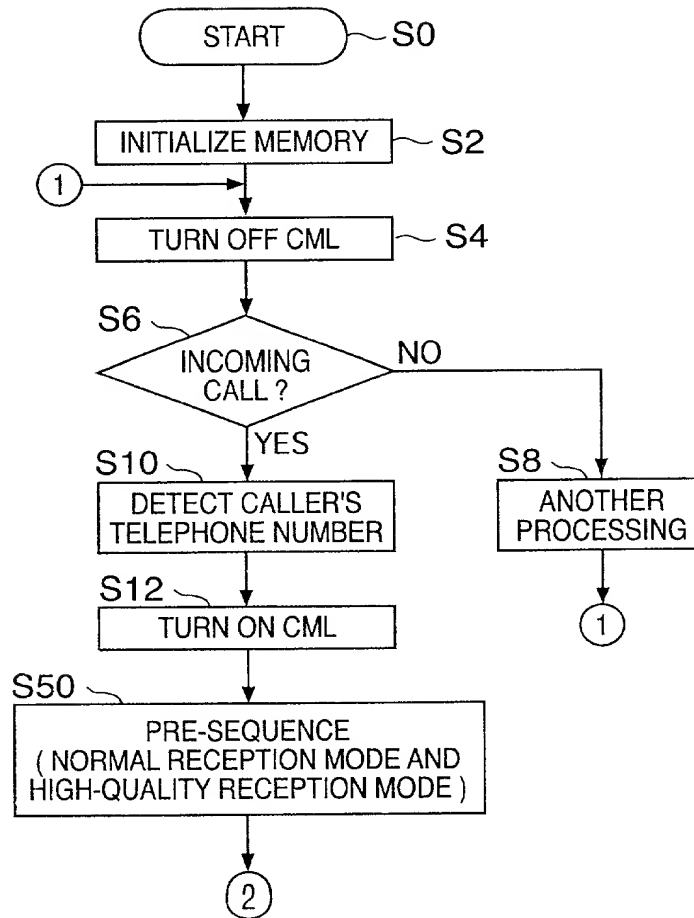 START
S0
INITIALIZE MEMORY
S2
1
TURN OFF CML
S4
S6
INCOMING
CALL ?
NO
YES
S10
DETECT CALLER'S
TELEPHONE NUMBER
S8
ANOTHER
PROCESSING
S12
TURN ON CML
1
S50
PRE-SEQUENCE
( NORMAL RECEPTION MODE AND
HIGH-QUALITY RECEPTION MODE )
2